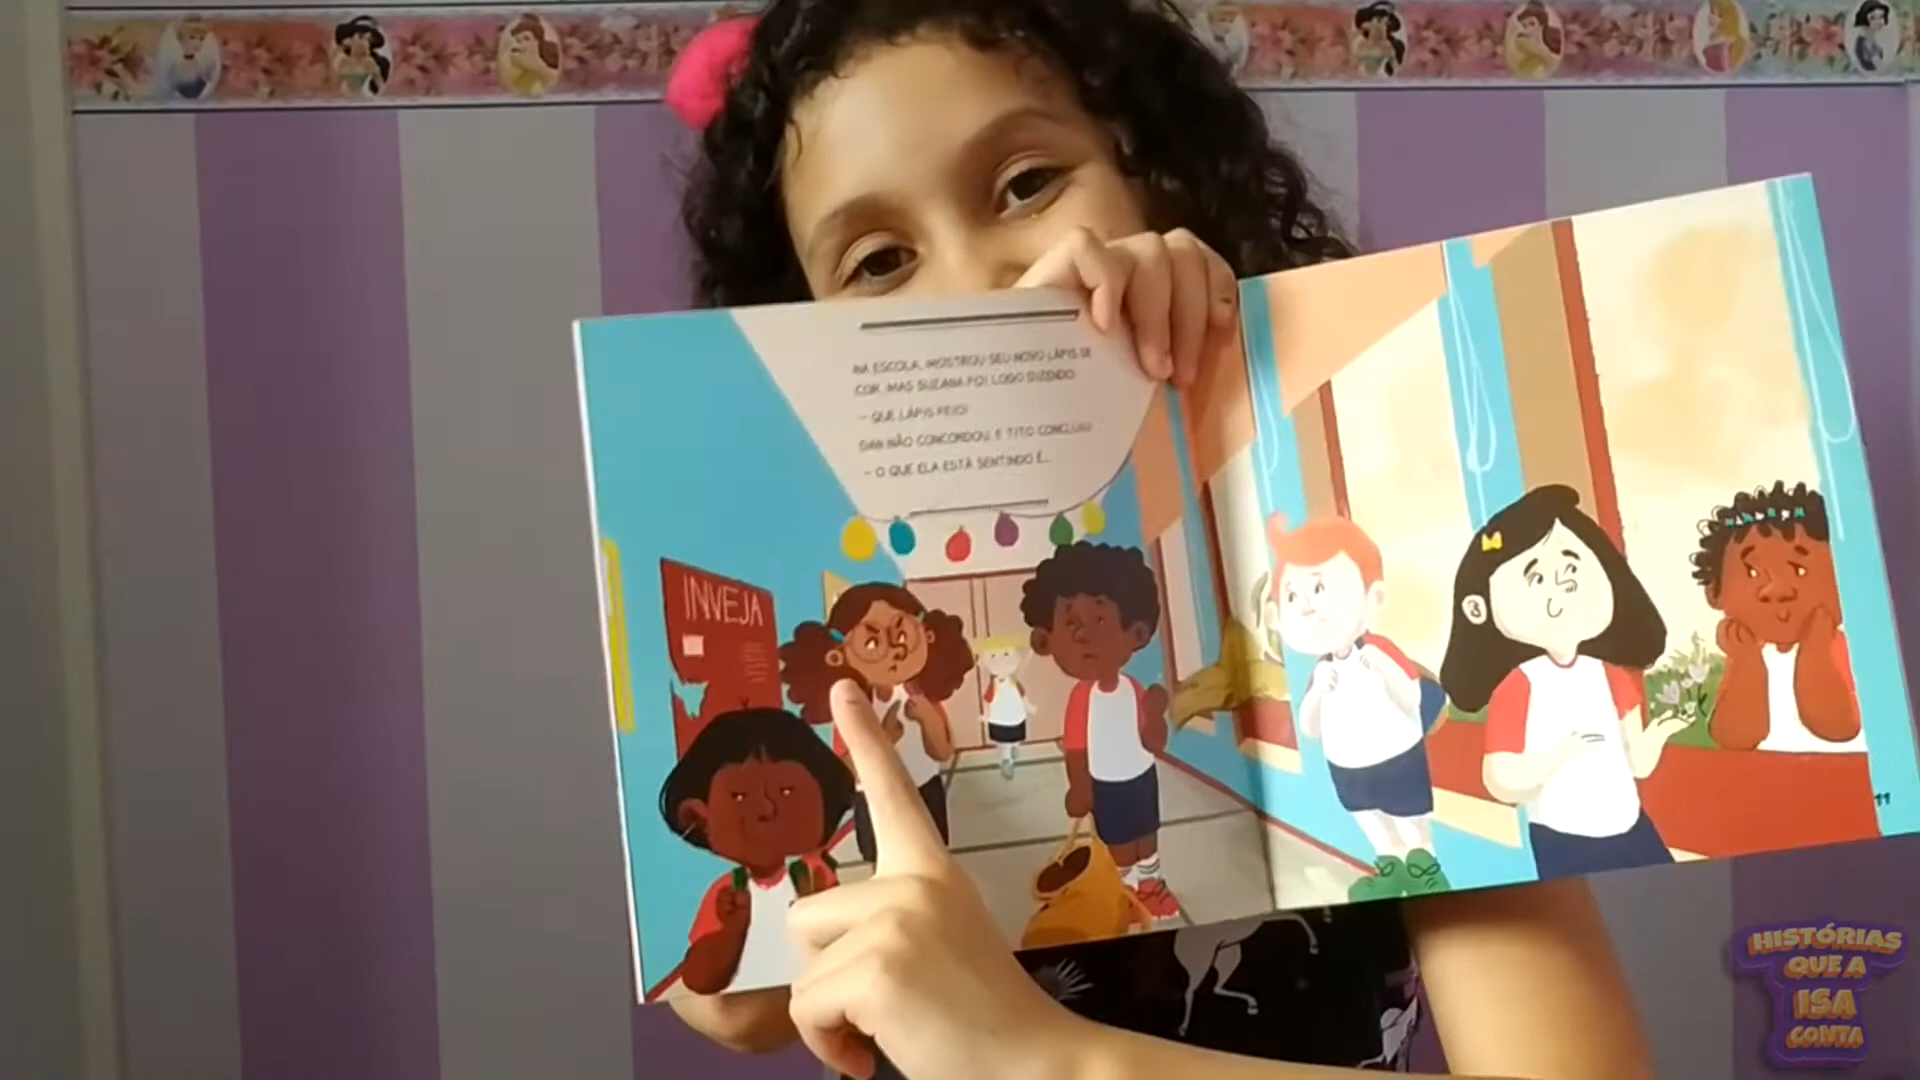 NA ESCOLA, MOSTROU SEU NOVO LÁPIS DE
COR. MAS SUZANA FOI LOGO DIZENDO:
– QUE LÁPIS FEIO!
DAN NÃO CONCORDOU. E TITO CONCLUIU:
– O QUE ELA ESTÁ SENTINDO É...
INVEJA
11
HISTÓRIAS
QUE A
ISA
CONTA